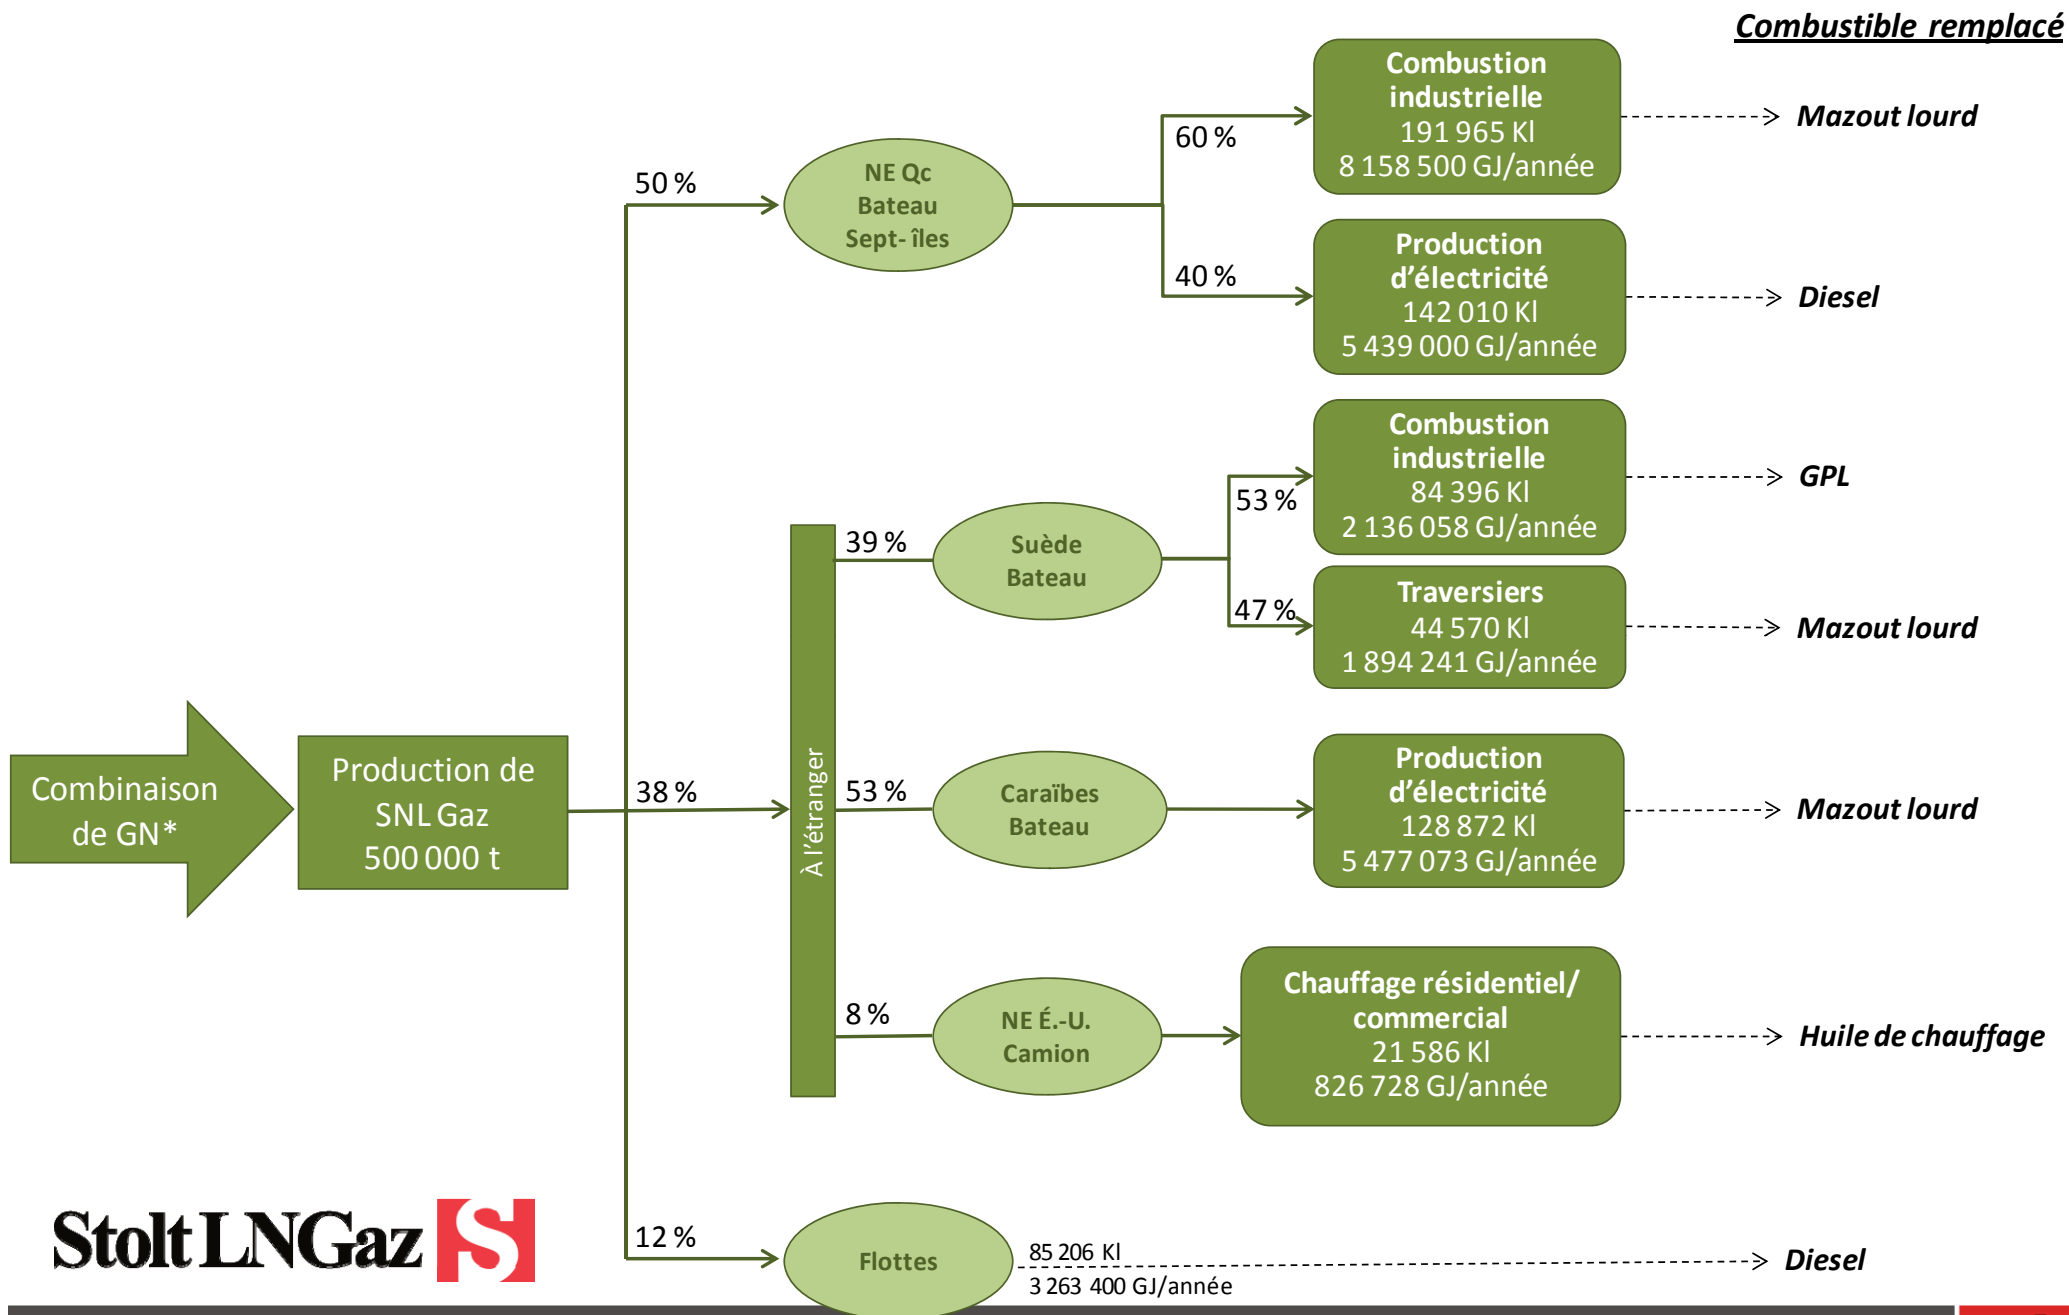 Combustible remplacé
Combustion
industrielle
191 965 Kl
8 158 500 GJ/année
Mazout lourd
60 %
50 %
NE Qc
Bateau
Sept- îles
Production
d'électricité
142 010 Kl
5 439 000 GJ/année
40 %
Diesel
Combustion
industrielle
84 396 Kl
2 136 058 GJ/année
GPL
53 %
39 %
Suède
Bateau
Traversiers
44 570 Kl
1 894 241 GJ/année
47 %
Mazout lourd
Combinaison
de GN*
Production de
SNL Gaz
500 000 t
38 %
À l'étranger
53 %
Caraïbes
Bateau
Production
d'électricité
128 872 Kl
5 477 073 GJ/année
Mazout lourd
8 %
NE É.-U.
Camion
Chauffage résidentiel/
commercial
21 586 Kl
826 728 GJ/année
Huile de chauffage
Stolt LNGaz S
12 %
Flottes
85 206 Kl
3 263 400 GJ/année
Diesel